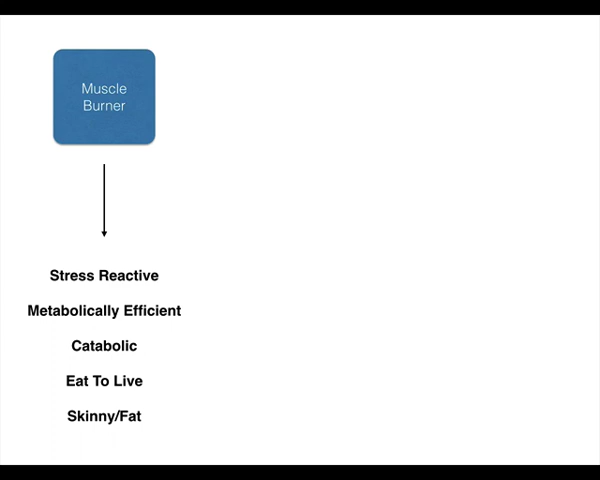 Muscle
Burner
Stress Reactive
Metabolically Efficient
Catabolic
Eat To Live
Skinny/Fat